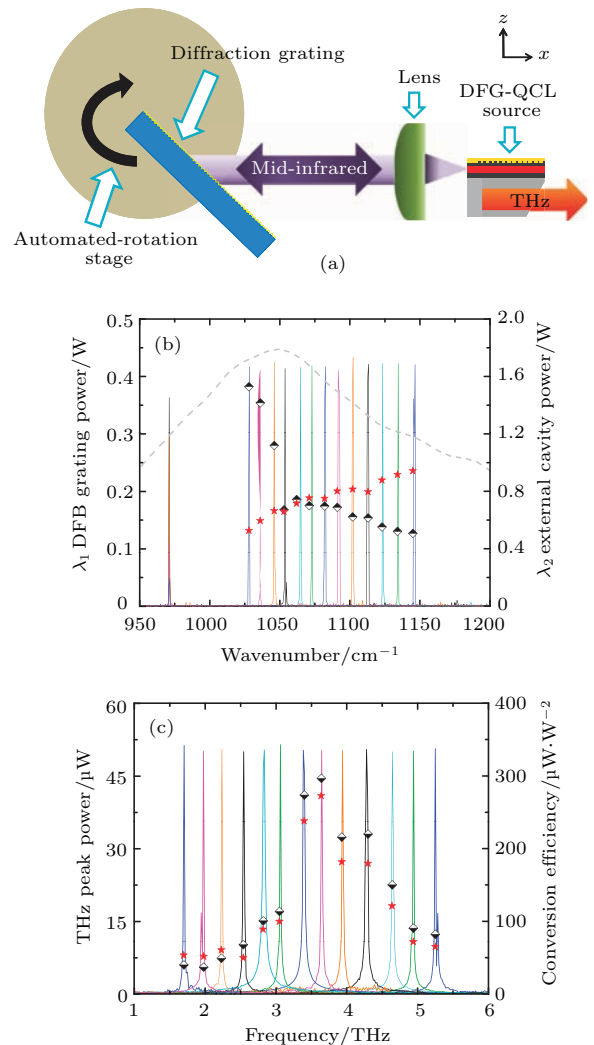 z
x
Diffraction grating
Lens
DFG-QCL
source
Mid-infrared
THz
Automated-rotation
stage
(a)
(b)
λ1 DFB grating power/W
0.5
0.4
0.3
0.2
0.1
0
2.0
1.6
1.2
0.8
0.4
0
λ2 external cavity power/W
950 1000 1050 1100 1150 1200
Wavenumber/cm−1
(c)
THz peak power/µW
60
45
30
15
0
400
300
200
100
0
Conversion efficiency/µW·W−2
1 2 3 4 5 6
Frequency/THz